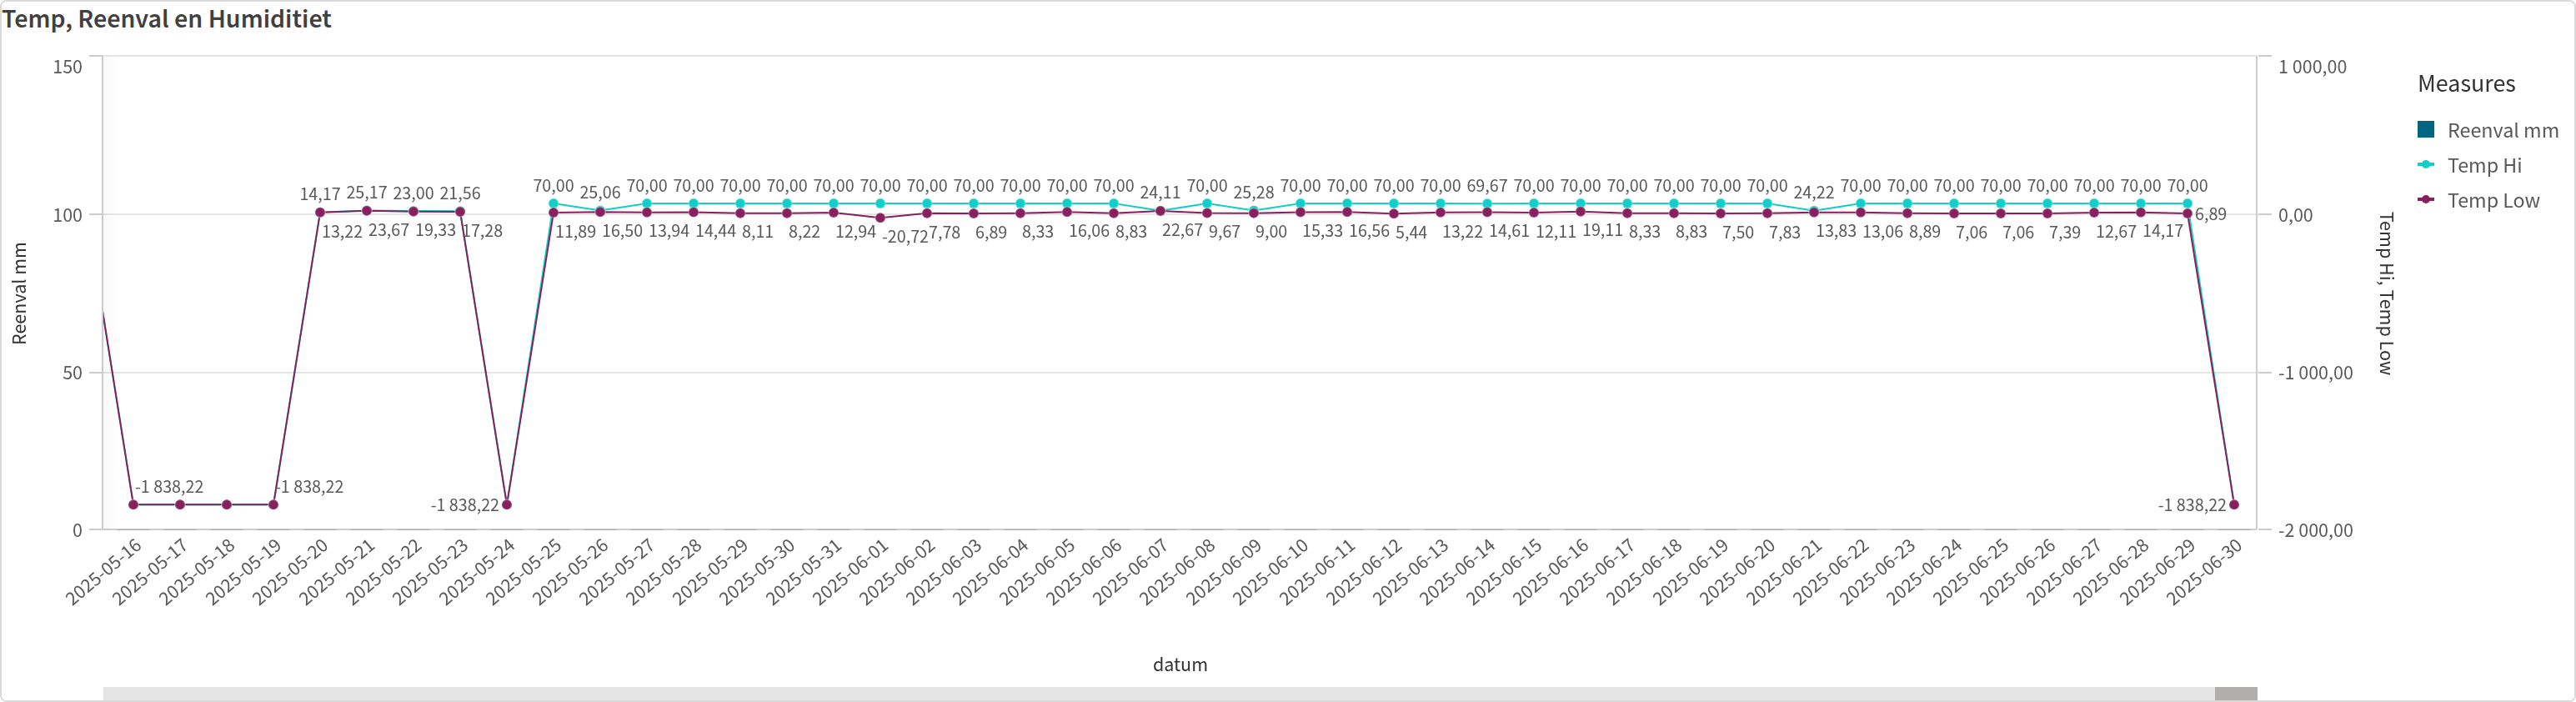 Temp, Reenval en Humiditiet
150
100
50
0
Reenval mm
1 000,00
0,00
-1 000,00
-2 000,00
Temp Hi, Temp Low
Measures
Reenval mm
Temp Hi
Temp Low
14,17 25,17 23,00 21,56 70,00 25,06 70,00 70,00 70,00 70,00 70,00 70,00 70,00 70,00 70,00 70,00 70,00 24,11 70,00 25,28 70,00 70,00 70,00 70,00 69,67 70,00 70,00 70,00 70,00 70,00 70,00 24,22 70,00 70,00 70,00 70,00 70,00 70,00 70,00 70,00
13,22 23,67 19,33 17,28 11,89 16,50 13,94 14,44 8,11 8,22 12,94 -20,72 7,78 6,89 8,33 16,06 8,83 22,67 9,67 9,00 15,33 16,56 5,44 13,22 14,61 12,11 19,11 8,33 8,83 7,50 7,83 13,83 13,06 8,89 7,06 7,06 7,39 12,67 14,17 6,89
-1 838,22 -1 838,22 -1 838,22 -1 838,22
2025-05-16 2025-05-17 2025-05-18 2025-05-19 2025-05-20 2025-05-21 2025-05-22 2025-05-23 2025-05-24 2025-05-25 2025-05-26 2025-05-27 2025-05-28 2025-05-29 2025-05-30 2025-05-31 2025-06-01 2025-06-02 2025-06-03 2025-06-04 2025-06-05 2025-06-06 2025-06-07 2025-06-08 2025-06-09 2025-06-10 2025-06-11 2025-06-12 2025-06-13 2025-06-14 2025-06-15 2025-06-16 2025-06-17 2025-06-18 2025-06-19 2025-06-20 2025-06-21 2025-06-22 2025-06-23 2025-06-24 2025-06-25 2025-06-26 2025-06-27 2025-06-28 2025-06-29 2025-06-30
datum